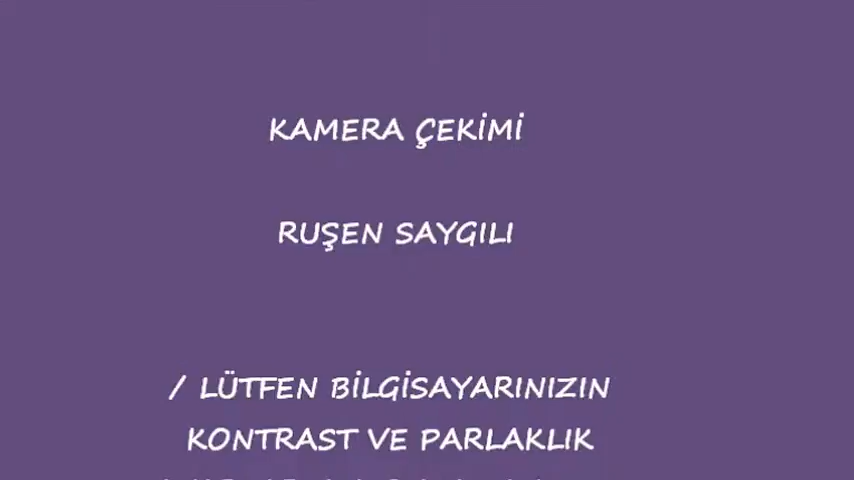 KAMERA ÇEKİMİ
RUŞEN SAYGILI
/ LÜTFEN BİLGİSAYARINIZIN
KONTRAST VE PARLAKLIK